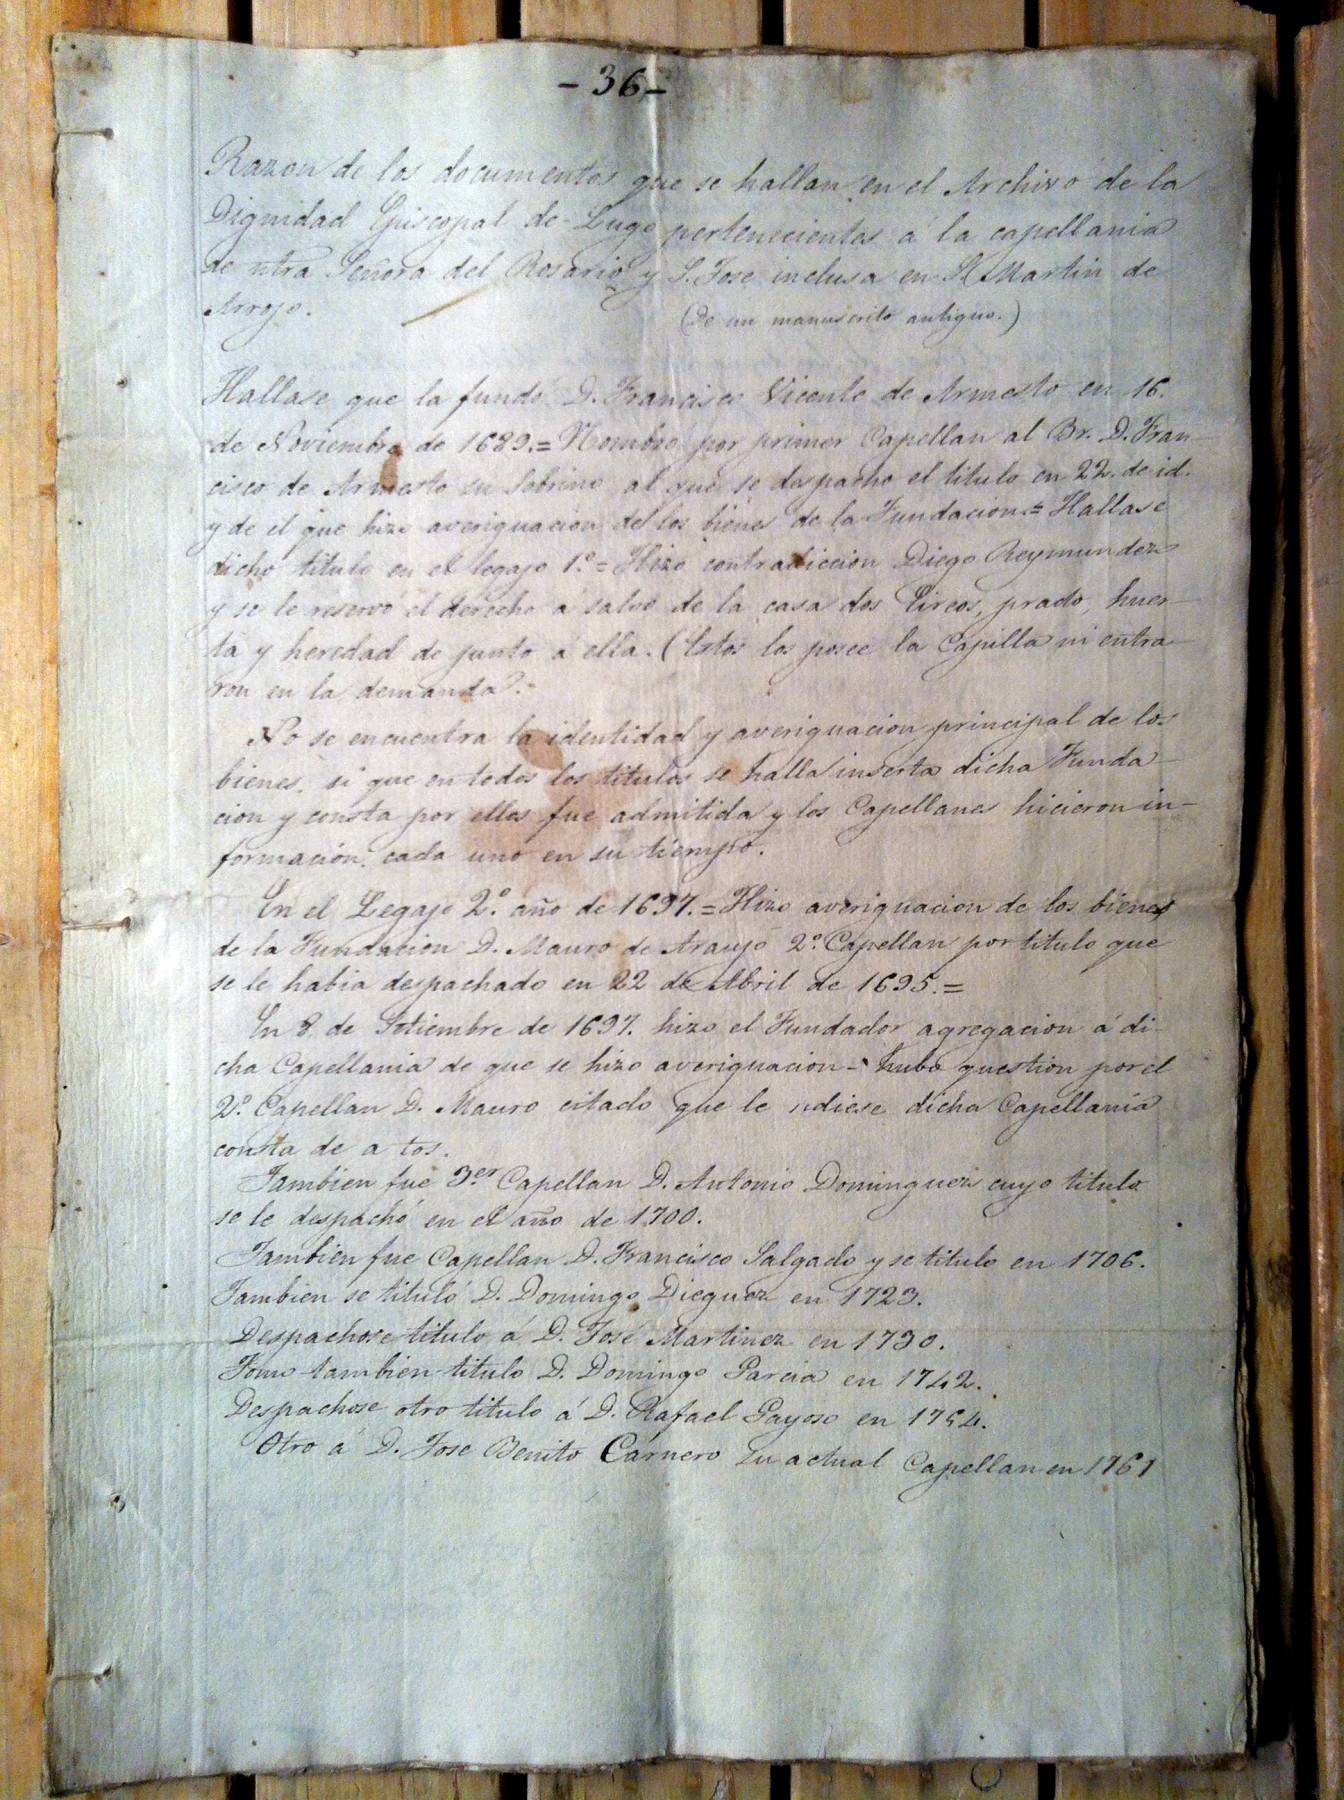 - 36 -
Razon de los documentos que se hallan en el Archivo de la
Dignidad Episcopal de Lugo pertenecientes á la capellania
de ntra Señora del Rosario y S. Jose inclusa en S. Martin de
Arrojo.
(De un manuscrito antiguo.)
Hallase que la fundó D. Francisco Vicente de Armesto en 16.
de Noviembre de 1689.= Nombro por primer Capellan al Br. D. Fran-
cisco de Armesto su Sobrino al que se despacho el titulo en 22. de id.
y de el que hizo averiguacion del los bienes de la Fundacion = Hallase
dicho titulo en el legajo 1.º = Hizo contradiccion Diego Reymundez
y se le reservó el derecho á salvo de la casa dos Circos, prado, huer-
ta y heredad de junto á ella. (Estos los posee la Capilla ni entra-
ron en la demanda).
No se encuentra la identidad y averiguacion principal de los
bienes, si que en todos los titulos se halla inserta dicha Funda-
cion y consta por ellos fue admitida y los Capellanes hicieron in-
formación, cada uno en su tiempo.
En el Legajo 2.º año de 1697.= Hizo averiguacion de los bienes
de la Fundacion D. Mauro de Araujo 2.º Capellan por titulo que
se le habia despachado en 22 de Abril de 1695.=
En 8 de Setiembre de 1697. hizo el Fundador agregacion á di-
cha Capellania de que se hizo averiguacion - hubo question por el
2.º Capellan D. Mauro citado que le ndiese dicha Capellania
consta de a tos.
Tambien fue 3.er Capellan D. Antonio Dominguez cuyo titulo
se le despachó en el año de 1700.
Tambien fue Capellan D. Francisco Salgado y se titulo en 1706.
Tambien se tituló D. Domingo Dieguez en 1723.
Despachose titulo á D. José Martinez en 1730.
Tomo tambien titulo D. Domingo Garcia en 1742.
Despachose otro titulo á D. Rafael Gayoso en 1754.
Otro á D. Jose Benito Cárnero su actual Capellan en 1761